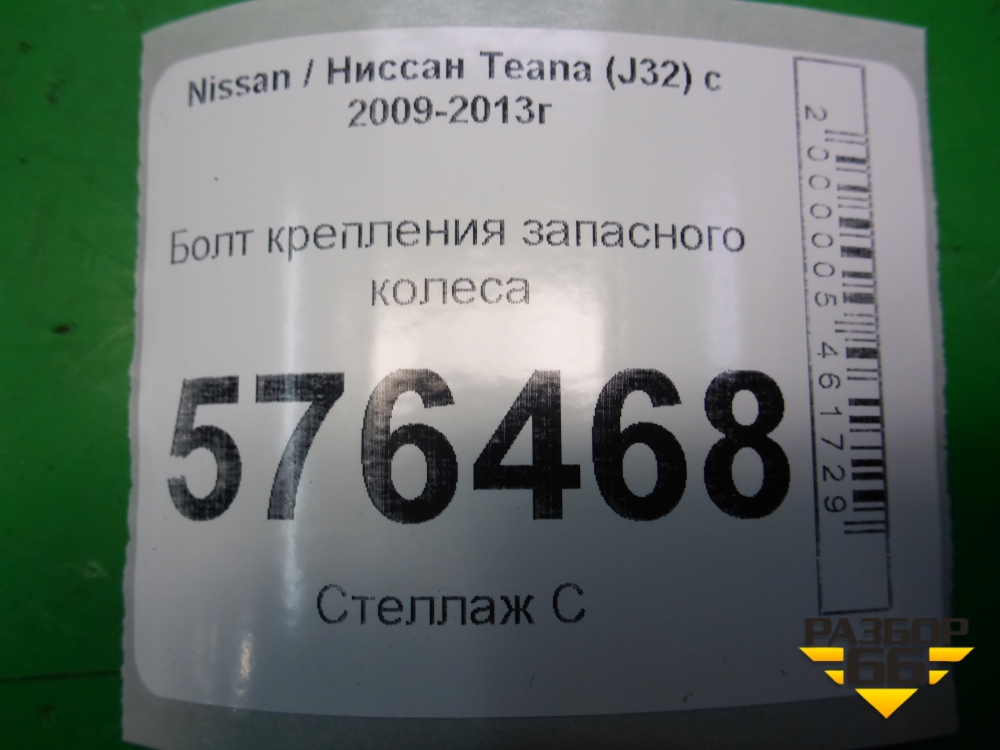 Nissan / Ниссан Teana (J32) с
2009-2013г
Болт крепления запасного
колеса
576468
Стеллаж С
2000005461729
РАЗБОР
66